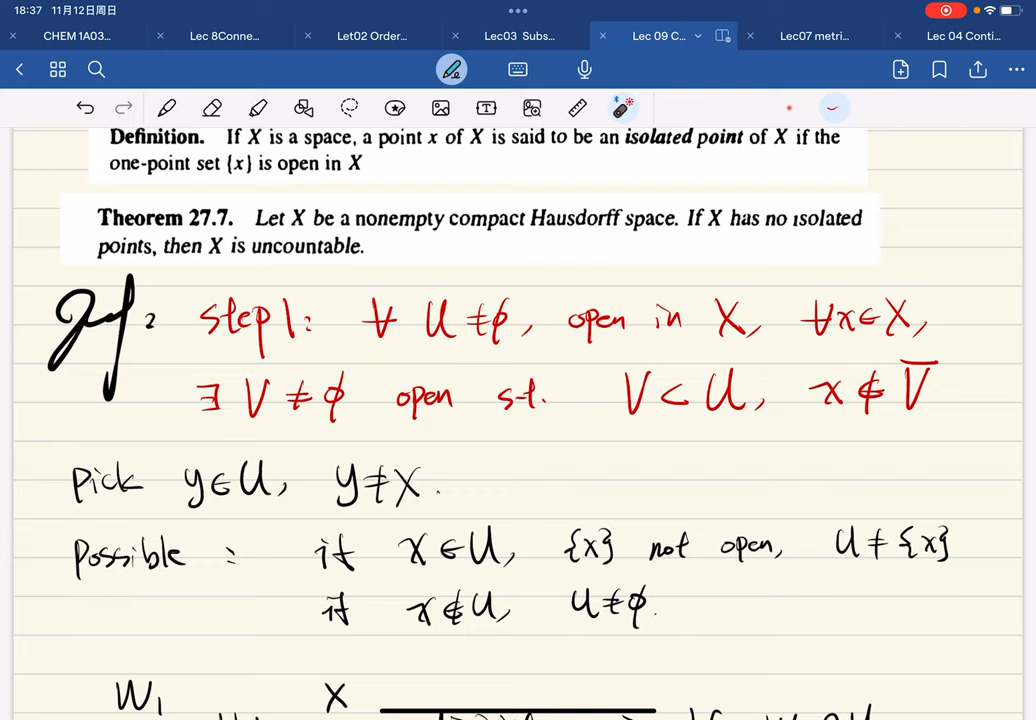 18:37 11月12日周日
CHEM 1A03... Lec 8Conne... Let02 Order... Lec03 Subs... Lec 09 C... Lec07 metri... Lec 04 Conti...
Definition. If X is a space, a point x of X is said to be an isolated point of X if the
one-point set {x} is open in X
Theorem 27.7. Let X be a nonempty compact Hausdorff space. If X has no isolated
points, then X is uncountable.
step1: ∀ U ≠ ϕ, open in X, ∀x∈X,
∃ V ≠ ϕ open s.t. V ⊂ U, x ∉ V̅
Pick y∈U, y≠x.
Possible : if x∈U, {x} not open, U ≠ {x}
if x∉U, U≠ϕ.
W₁ X